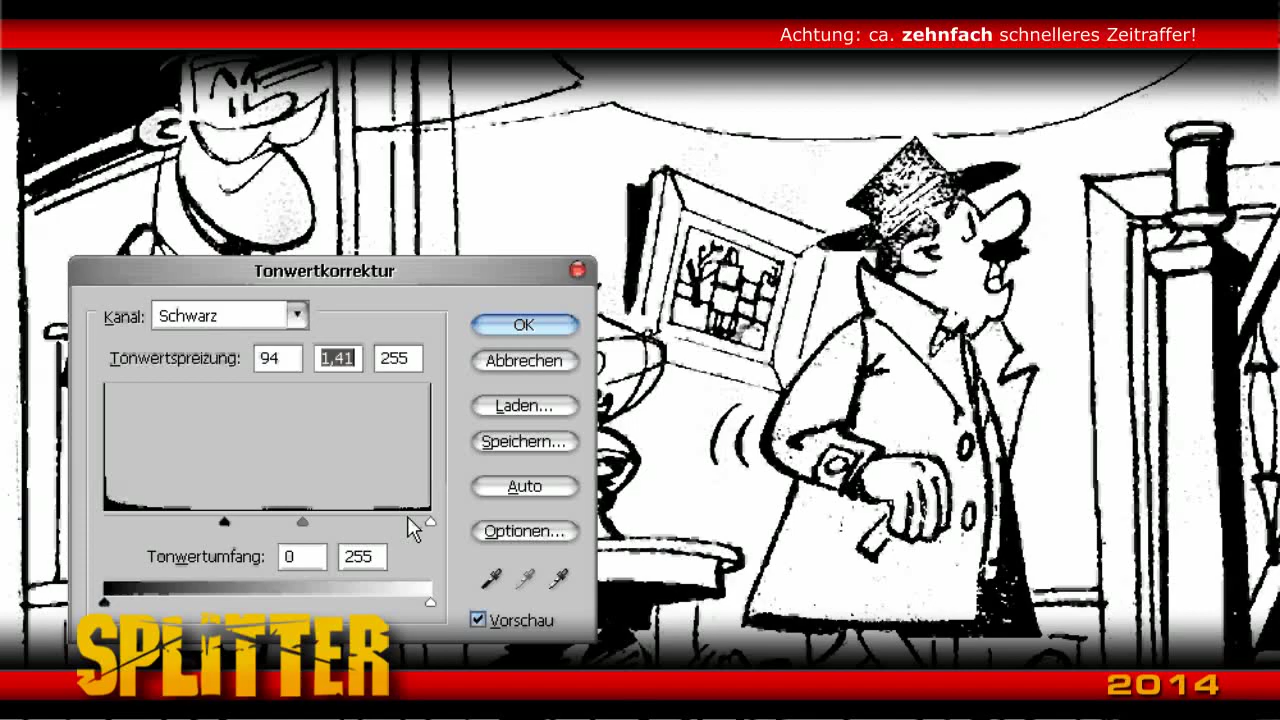 Achtung: ca. zehnfach schnelleres Zeitraffer!
Tonwertkorrektur
Kanal: Schwarz
OK
Tonwertspreizung: 94 1,41 255
Abbrechen
Laden...
Speichern...
Auto
Optionen...
Tonwertumfang: 0 255
Vorschau
SPLITTER
2014